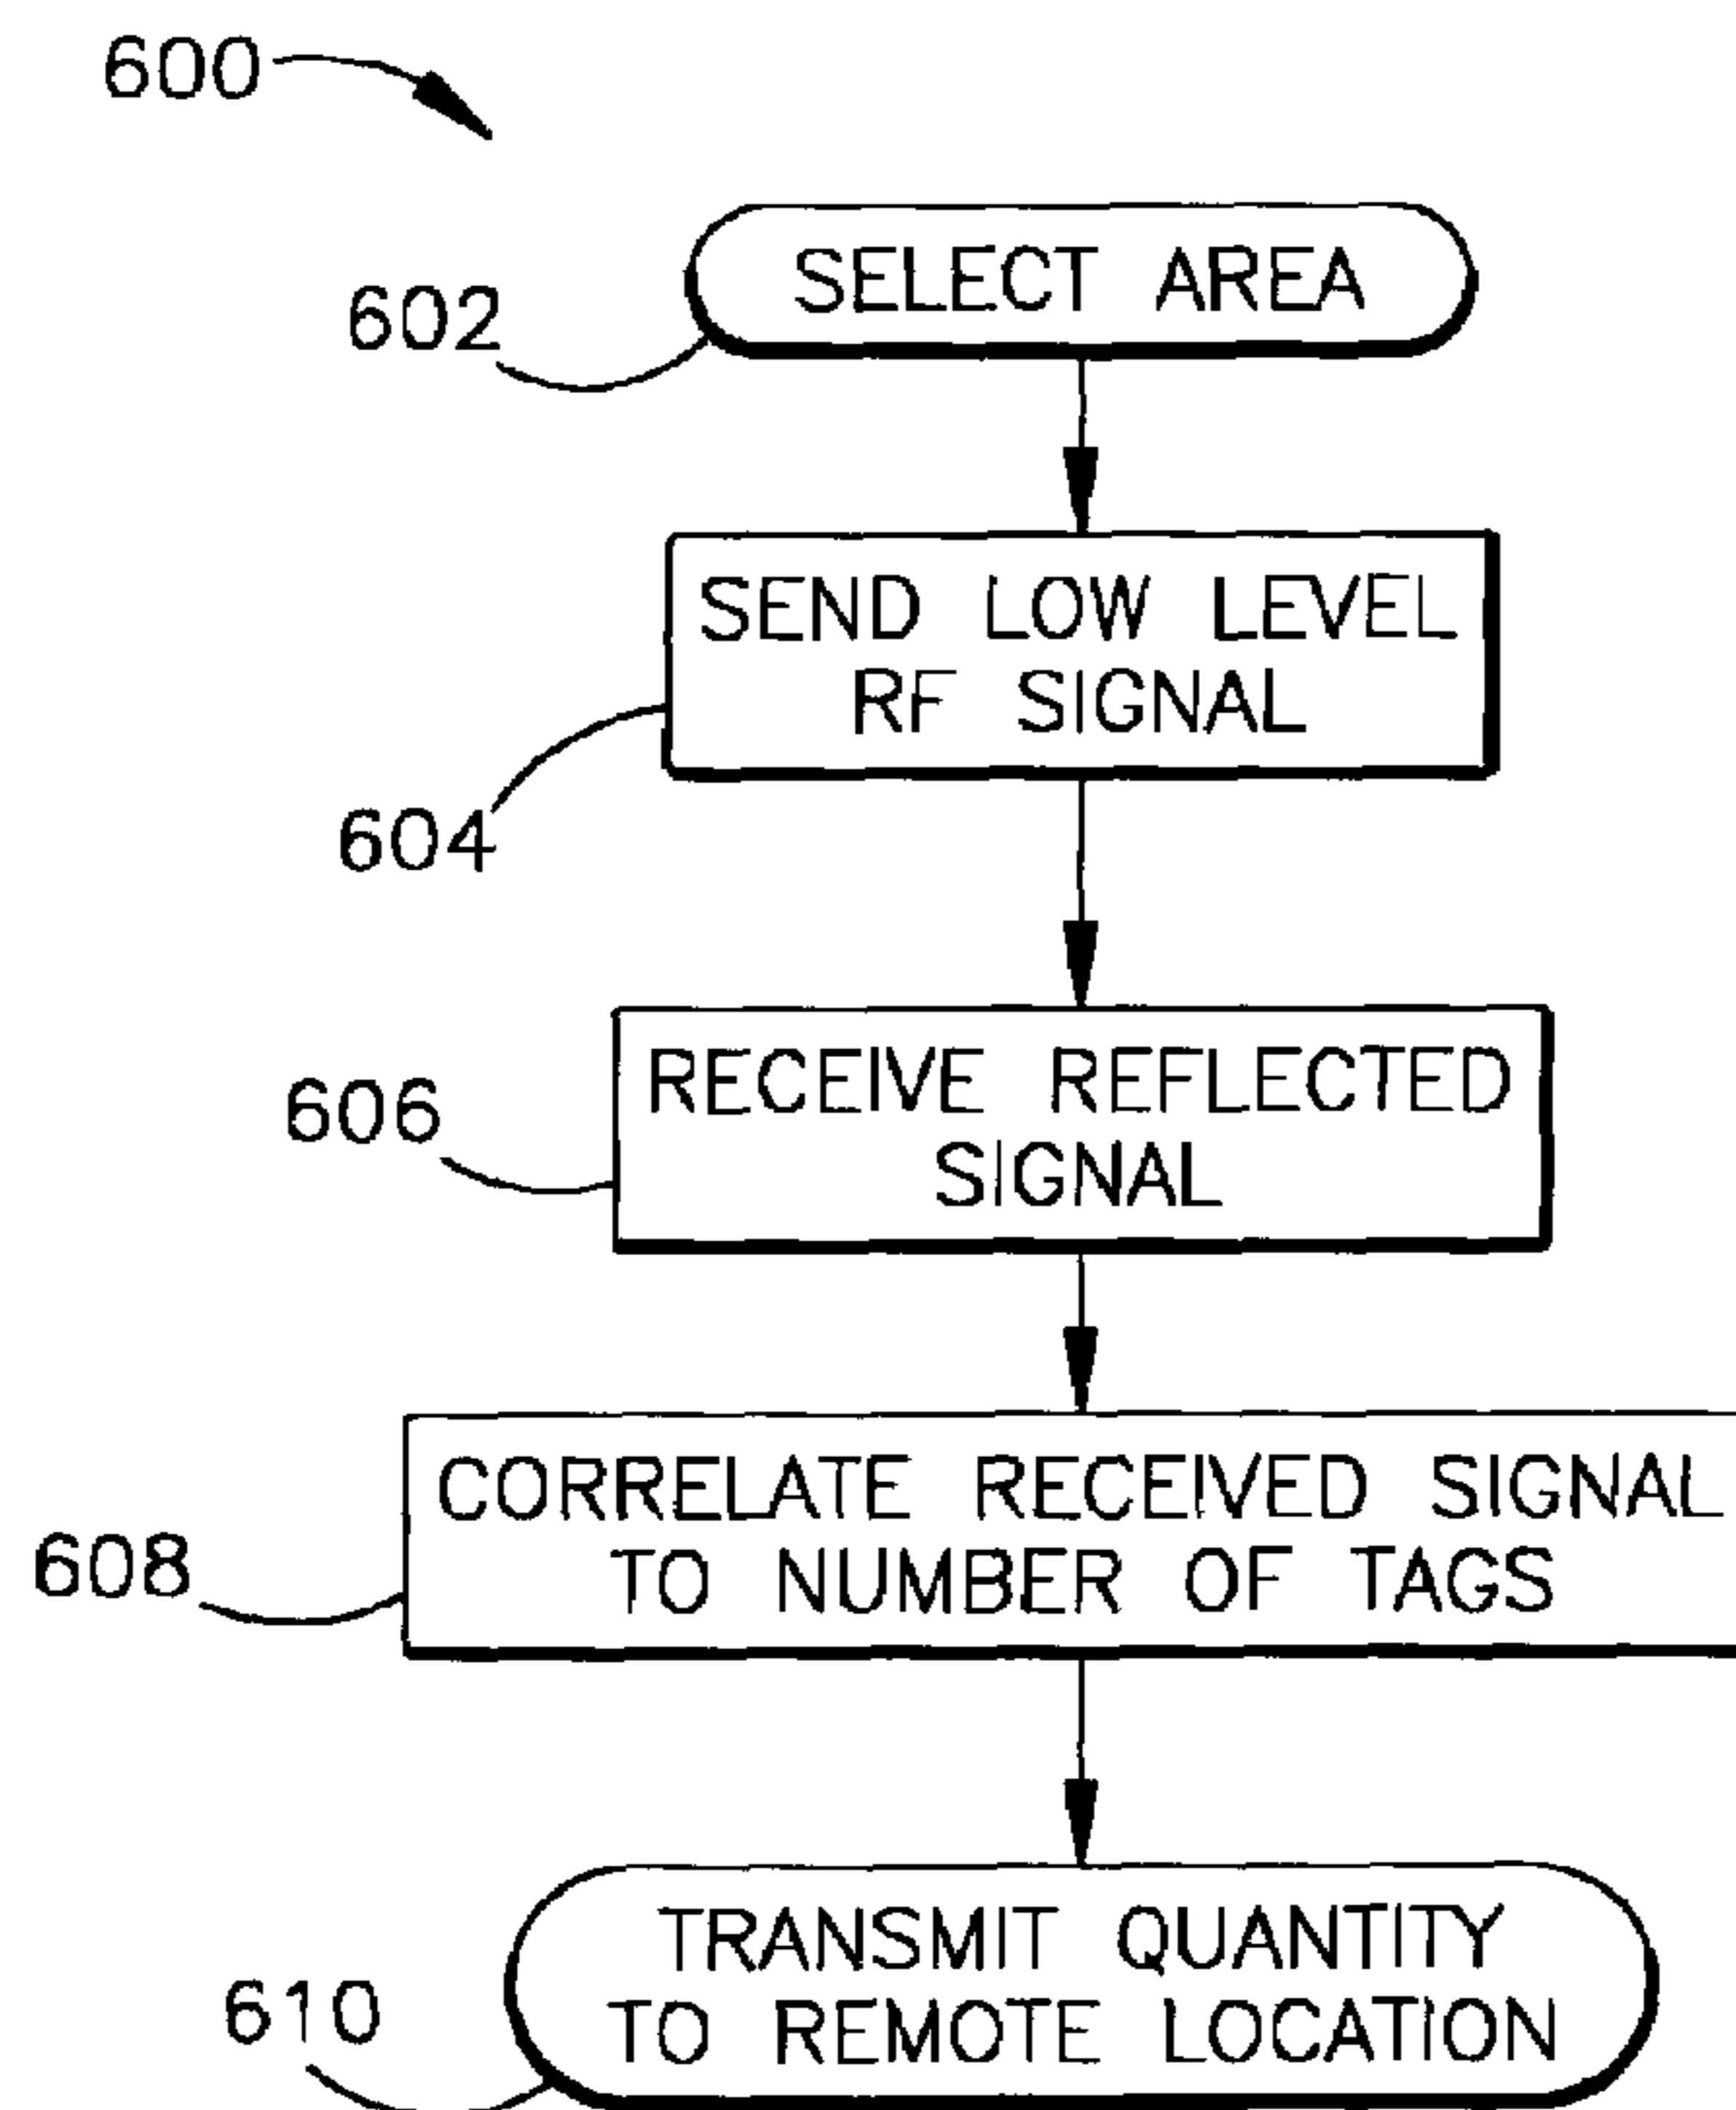 600
SELECT AREA
602
SEND LOW LEVEL
RF SIGNAL
604
RECEIVE REFLECTED
606
SIGNAL
CORRELATE RECEIVED SIGNAL
608
TO NUMBER OF TAGS
TRANSMIT QUANTITY
610
TO REMOTE LOCATION